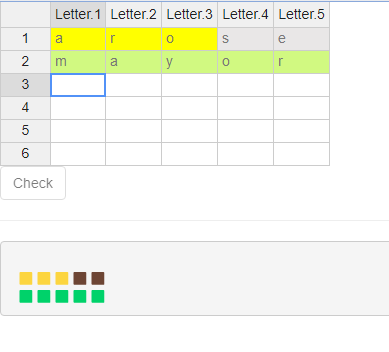 Letter.1 Letter.2 Letter.3 Letter.4 Letter.5
1 a r o s e
2 m a y o r
3
4
5
6
Check